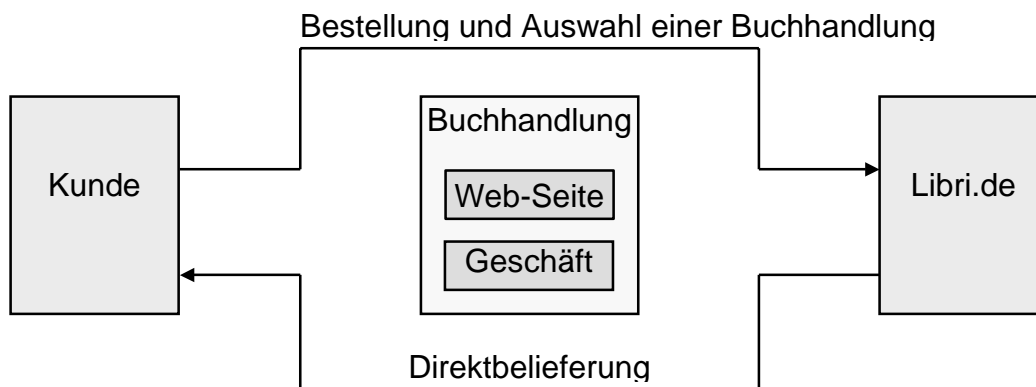 Bestellung und Auswahl einer Buchhandlung
Buchhandlung
Kunde
Web-Seite
Libri.de
Geschäft
Direktbelieferung